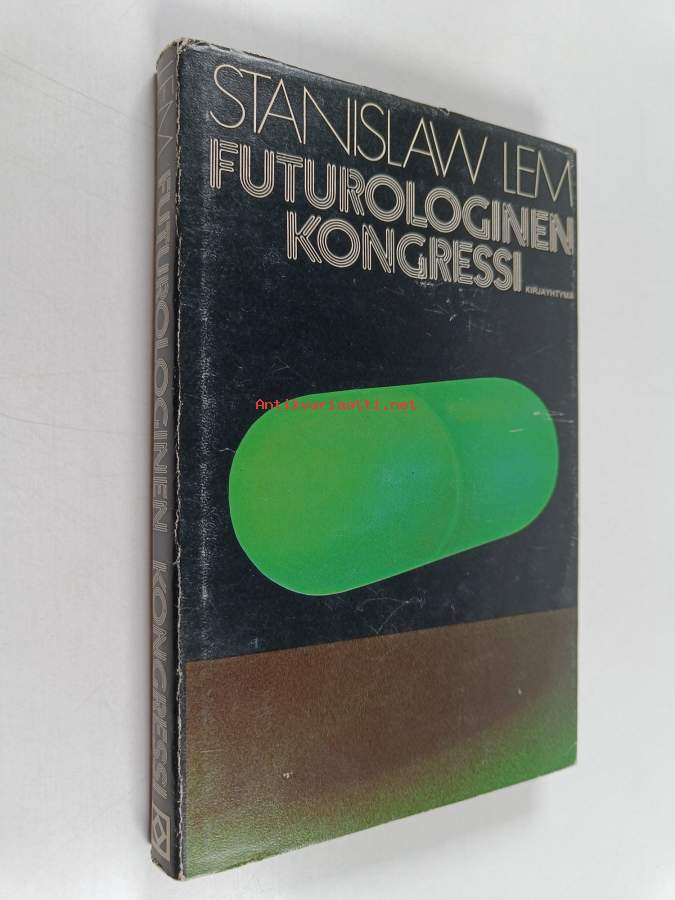 STANISLAW LEM
FUTUROLOGINEN
KONGRESSI
KIRJAYHTYMÄ
Antikvariaatti.net
LEM FUTUROLOGINEN KONGRESSI